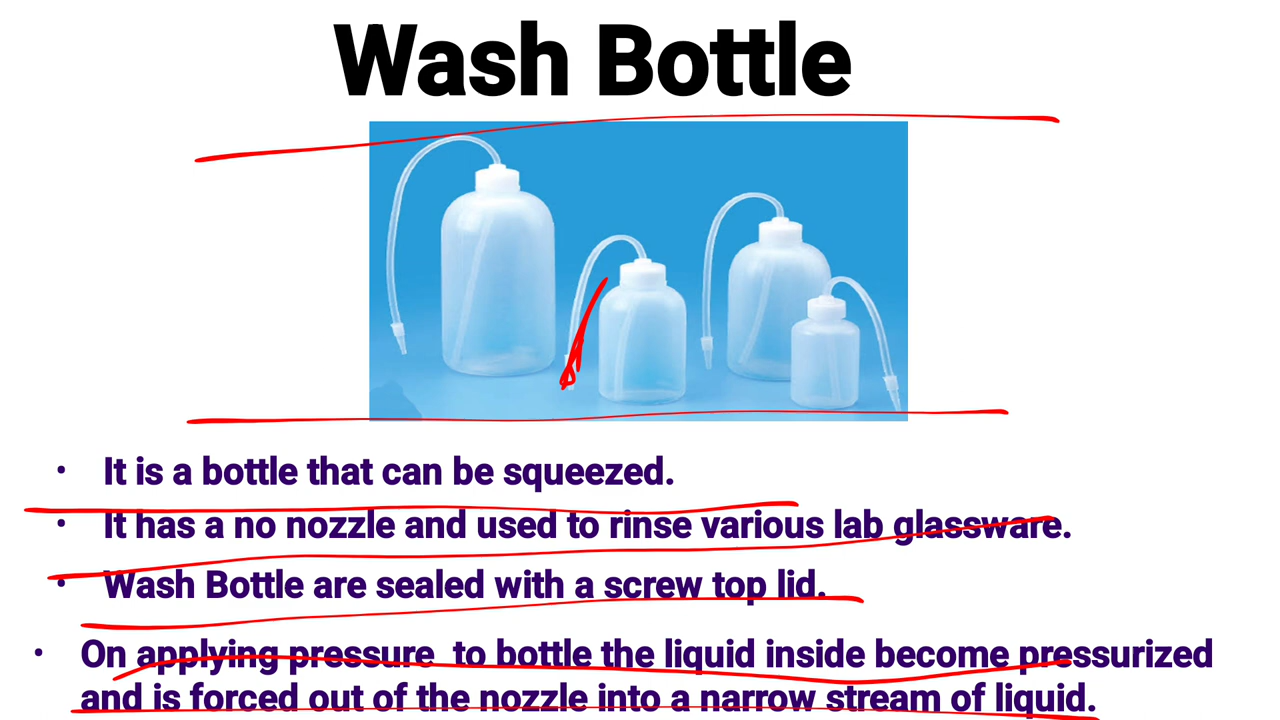 Wash Bottle
• It is a bottle that can be squeezed.
• It has a no nozzle and used to rinse various lab glassware.
• Wash Bottle are sealed with a screw top lid.
• On applying pressure to bottle the liquid inside become pressurized
and is forced out of the nozzle into a narrow stream of liquid.